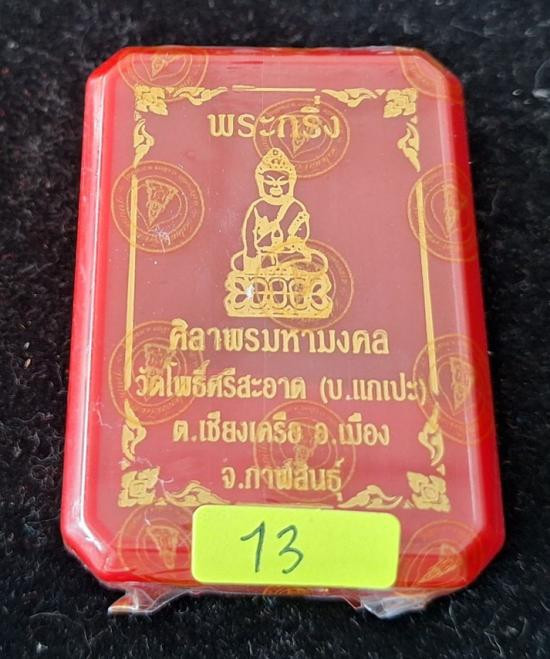 พระกริ่ง
ศิลาพรมหามงคล
วัดโพธิ์ศรีสะอาด (บ.แกเปะ)
ต.เชียงเครือ อ.เมือง
จ.กาฬสินธุ์
13